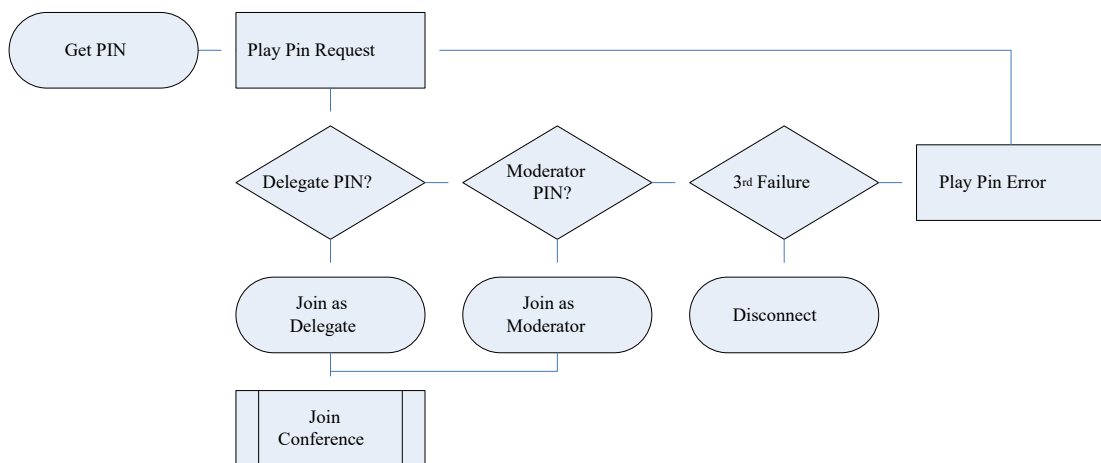 Get PIN
Play Pin Request
Delegate PIN?
Moderator
PIN?
3rd Failure
Play Pin Error
Join as
Delegate
Join as
Moderator
Disconnect
Join
Conference